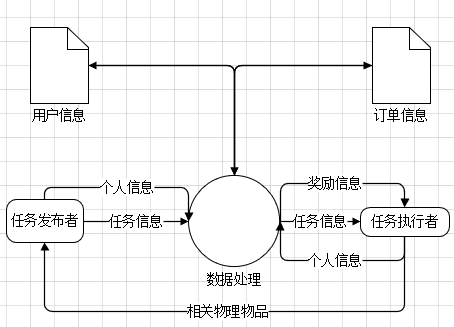 用户信息
订单信息
个人信息
奖励信息
任务发布者
任务信息
任务信息
任务执行者
个人信息
数据处理
相关物理物品